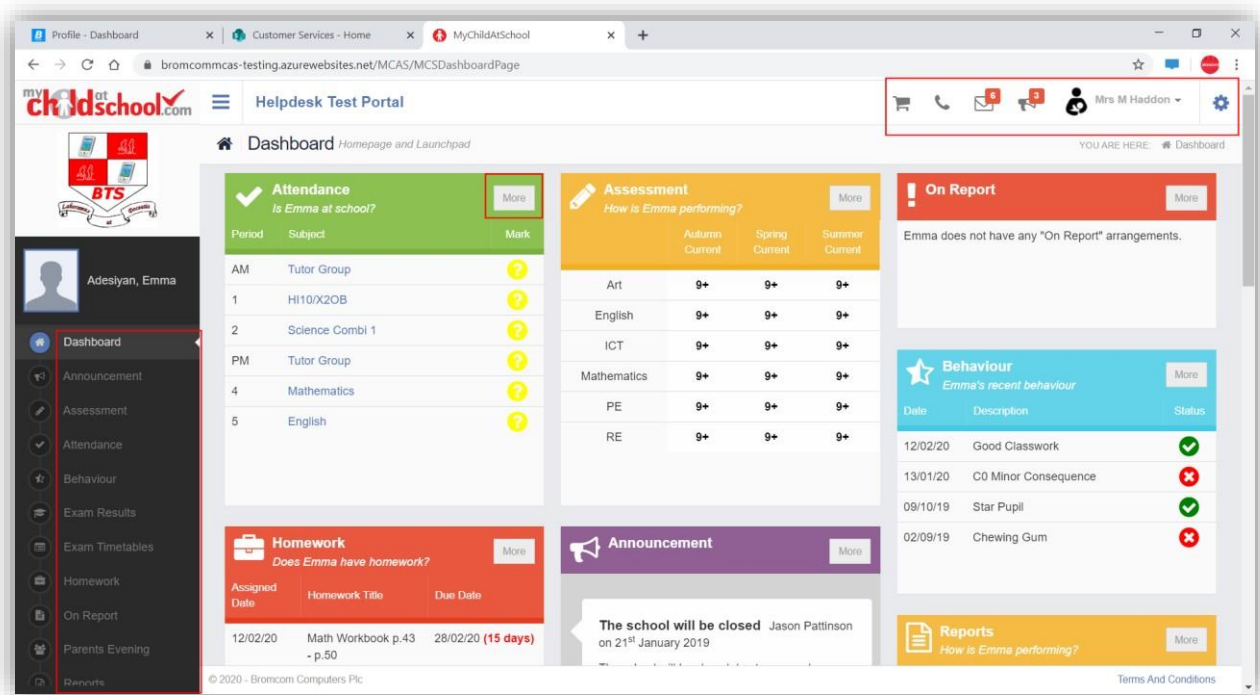 Profile - Dashboard
Customer Services - Home
MyChildAtSchool
bromcommcas-testing.azurewebsites.net/MCAS/MCSDashboardPage
my child at school.com
Helpdesk Test Portal
6
3
Mrs M Haddon
Dashboard Homepage and Launchpad
YOU ARE HERE: Dashboard
BTS
Adesiyan, Emma
Dashboard
Announcement
Assessment
Attendance
Behaviour
Exam Results
Exam Timetables
Homework
On Report
Parents Evening
Reports
Attendance
More
Is Emma at school?
Period Subject Mark
AM Tutor Group ?
1 HI10/X2OB ?
2 Science Combi 1 ?
PM Tutor Group ?
4 Mathematics ?
5 English ?
Assessment
More
How is Emma performing?
Autumn Current Spring Current Summer Current
Art 9+ 9+ 9+
English 9+ 9+ 9+
ICT 9+ 9+ 9+
Mathematics 9+ 9+ 9+
PE 9+ 9+ 9+
RE 9+ 9+ 9+
On Report
More
Emma does not have any "On Report" arrangements.
Behaviour
More
Emma's recent behaviour
Date Description Status
12/02/20 Good Classwork
13/01/20 C0 Minor Consequence
09/10/19 Star Pupil
02/09/19 Chewing Gum
Homework
More
Does Emma have homework?
Assigned Date Homework Title Due Date
12/02/20 Math Workbook p.43 28/02/20 (15 days)
- p.50
Announcement
More
The school will be closed Jason Pattinson
on 21st January 2019
Reports
More
How is Emma performing?
© 2020 - Bromcom Computers Plc
Terms And Conditions